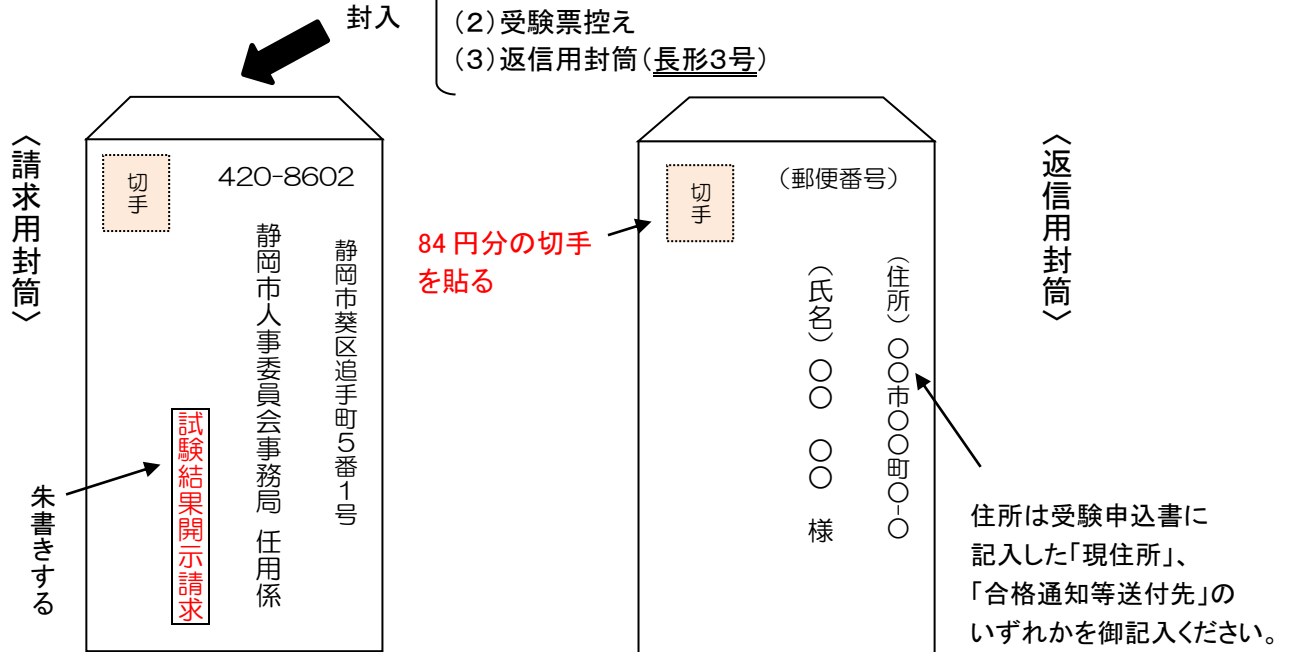 封入
(2)受験票控え
(3)返信用封筒(長形3号)
〈請求用封筒〉
切手
420-8602
静岡市葵区追手町5番1号
静岡市人事委員会事務局 任用係
試験結果開示請求
朱書きする
84円分の切手
を貼る
〈返信用封筒〉
切手
(郵便番号)
(住所)〇〇市〇〇町〇-〇
(氏名)〇〇 〇〇 様
住所は受験申込書に
記入した「現住所」、
「合格通知等送付先」の
いずれかを御記入ください。